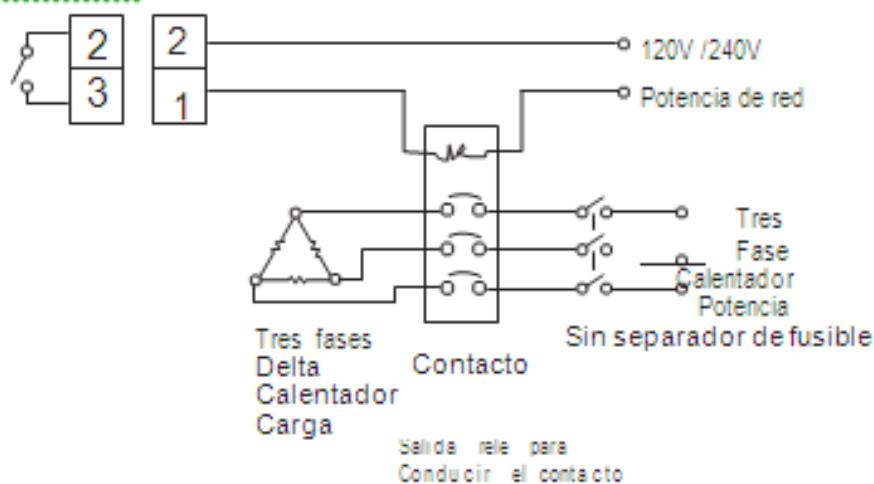 2 2 120V /240V
3 1 Potencia de red
Tres
Fase
Calentador
Potencia
Sin separador de fusible
Tres fases
Delta
Calentador
Carga
Contacto
Salida rele para
Conducir el contacto